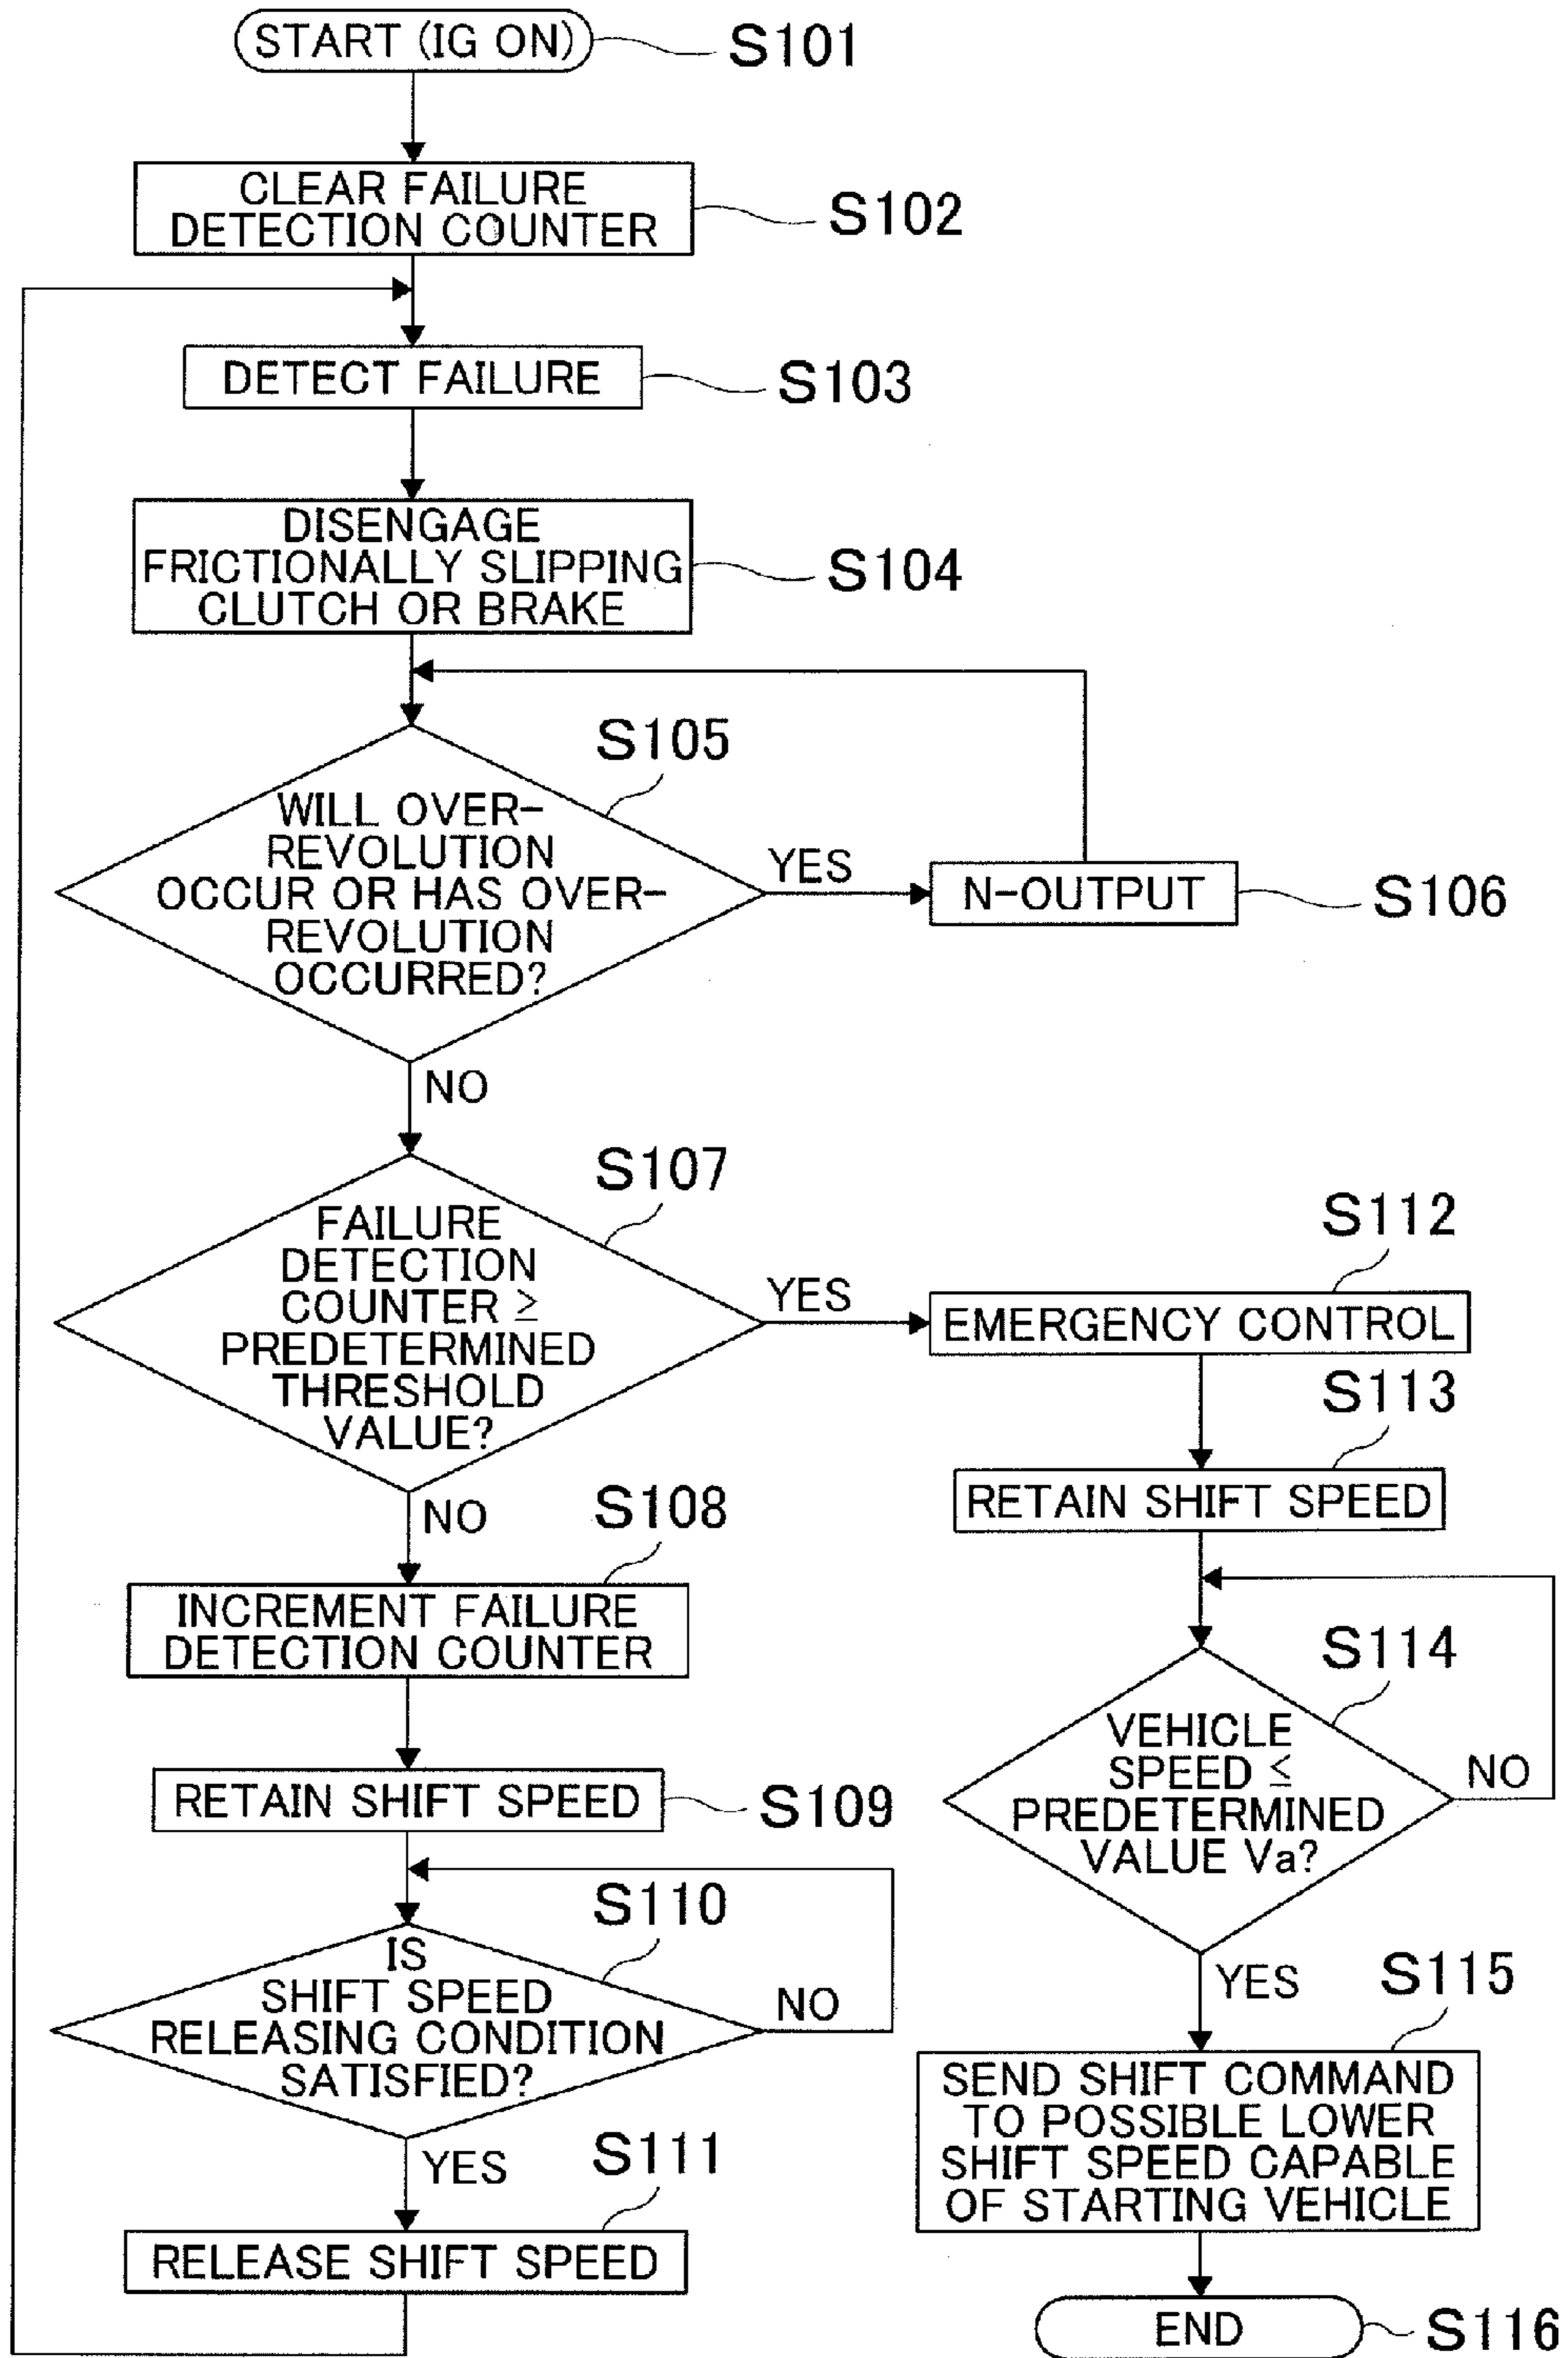 START (IG ON)
S101
CLEAR FAILURE
DETECTION COUNTER
S102
DETECT FAILURE
S103
DISENGAGE
FRICTIONALLY SLIPPING
CLUTCH OR BRAKE
S104
S105
WILL OVER-
REVOLUTION
OCCUR OR HAS OVER-
REVOLUTION
OCCURRED?
YES
N-OUTPUT
S106
NO
S107
FAILURE
DETECTION
COUNTER ≥
PREDETERMINED
THRESHOLD
VALUE?
YES
S112
EMERGENCY CONTROL
S113
RETAIN SHIFT SPEED
NO
S108
INCREMENT FAILURE
DETECTION COUNTER
S114
VEHICLE
SPEED ≤
PREDETERMINED
VALUE Va?
NO
RETAIN SHIFT SPEED
S109
S110
IS
SHIFT SPEED
RELEASING CONDITION
SATISFIED?
NO
YES
S115
SEND SHIFT COMMAND
TO POSSIBLE LOWER
SHIFT SPEED CAPABLE
OF STARTING VEHICLE
YES
S111
RELEASE SHIFT SPEED
END
S116